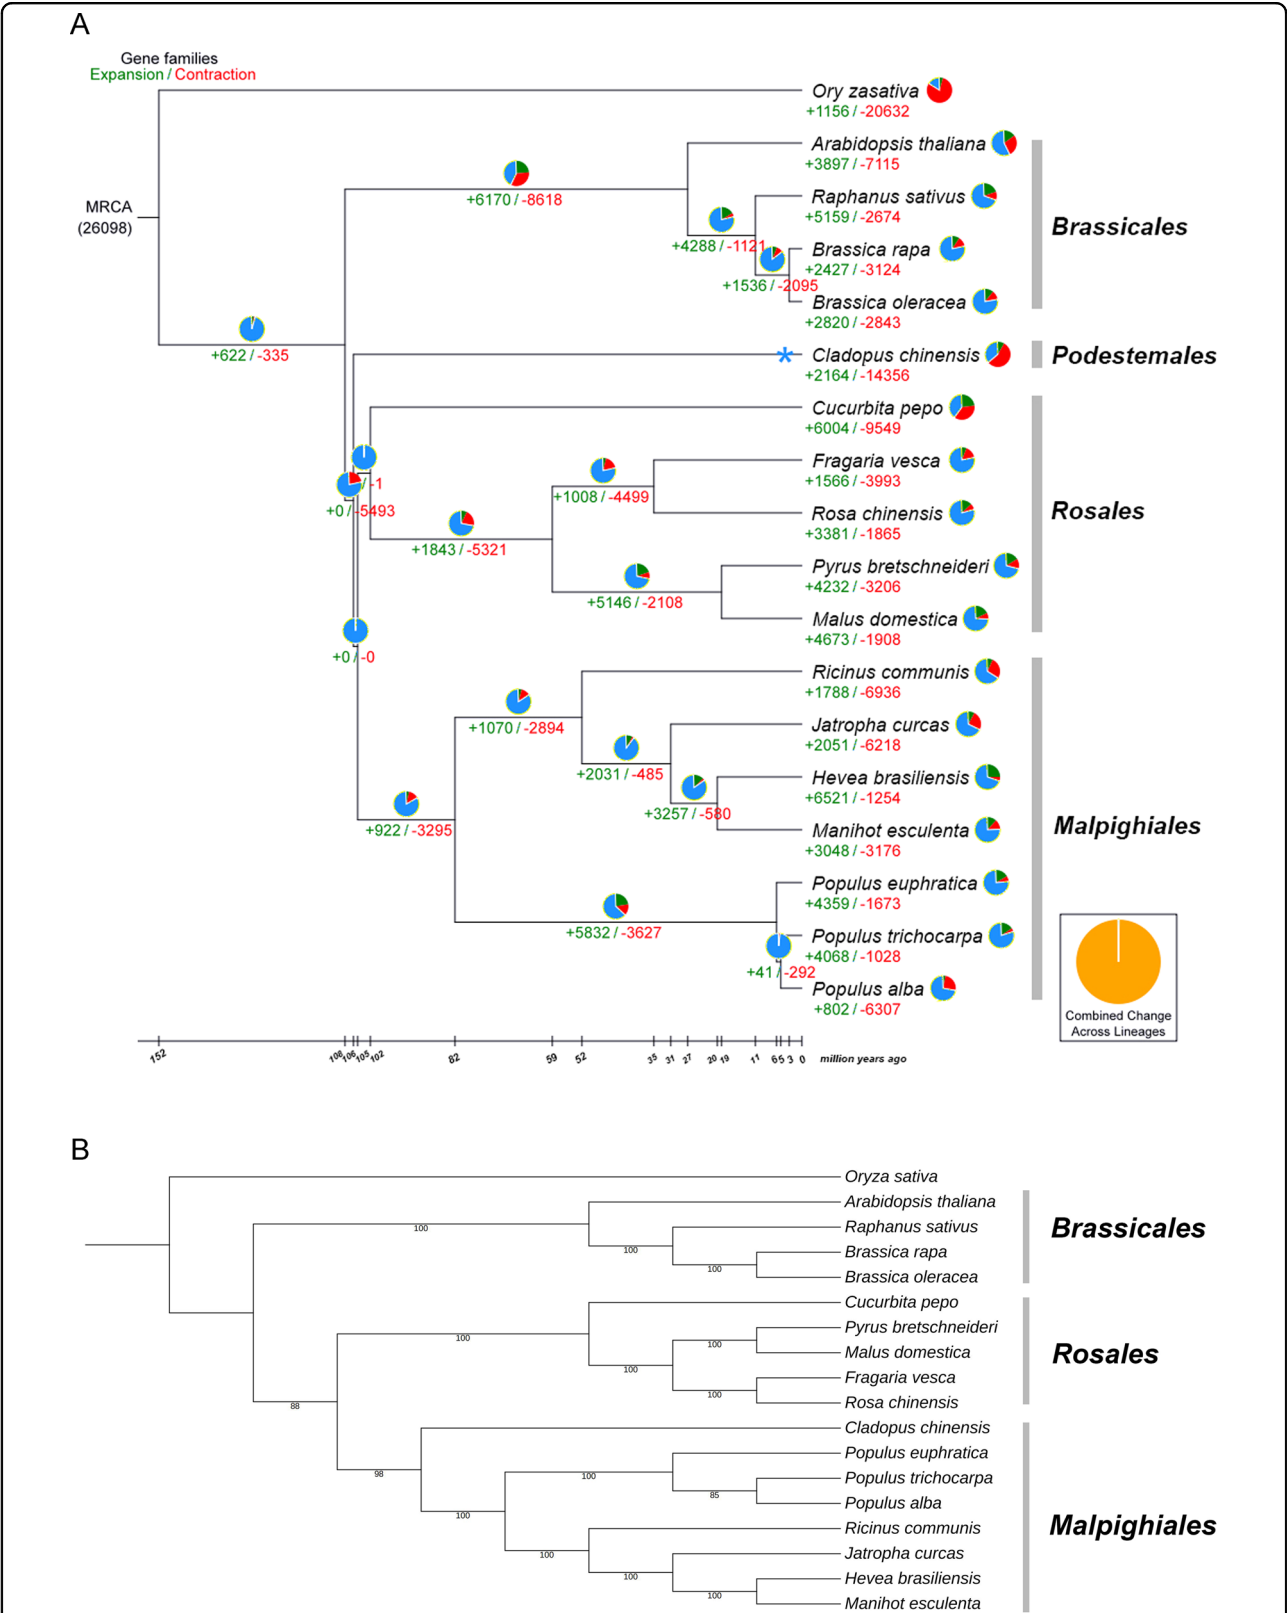 A
Gene families
Expansion / Contraction
MRCA
(26098)
Ory zasativa
+1156 / -20632
Arabidopsis thaliana
+3897 / -7115
+6170 / -8618
Raphanus sativus
+5159 / -2674
Brassicales
+4288 / -1121
Brassica rapa
+2427 / -3124
+1536 / -2095
Brassica oleracea
+2820 / -2843
+622 / -335
Cladopus chinensis
+2164 / -14356
Podestemales
*
Cucurbita pepo
+6004 / -9549
Fragaria vesca
+1566 / -3993
/ -1
+1008 / -4499
+0 / -5493
Rosa chinensis
+3381 / -1865
Rosales
+1843 / -5321
Pyrus bretschneideri
+4232 / -3206
+5146 / -2108
Malus domestica
+4673 / -1908
+0 / -0
Ricinus communis
+1788 / -6936
+1070 / -2894
Jatropha curcas
+2051 / -6218
+2031 / -485
Hevea brasiliensis
+6521 / -1254
+3257 / -580
+922 / -3295
Manihot esculenta
+3048 / -3176
Malpighiales
Populus euphratica
+4359 / -1673
+5832 / -3627
Populus trichocarpa
+4068 / -1028
+41 / -292
Populus alba
+802 / -6307
Combined Change
Across Lineages
152 108 106 105 102 82 59 52 35 31 27 20 19 11 6 5 3 0 million years ago
B
Oryza sativa
Arabidopsis thaliana
100
Raphanus sativus
Brassicales
100
Brassica rapa
100
Brassica oleracea
Cucurbita pepo
100
Pyrus bretschneideri
100
Malus domestica
Rosales
100
Fragaria vesca
100
Rosa chinensis
88
Cladopus chinensis
Populus euphratica
98
100
Populus trichocarpa
85
Populus alba
100
Ricinus communis
Malpighiales
100
Jatropha curcas
100
Hevea brasiliensis
100
Manihot esculenta